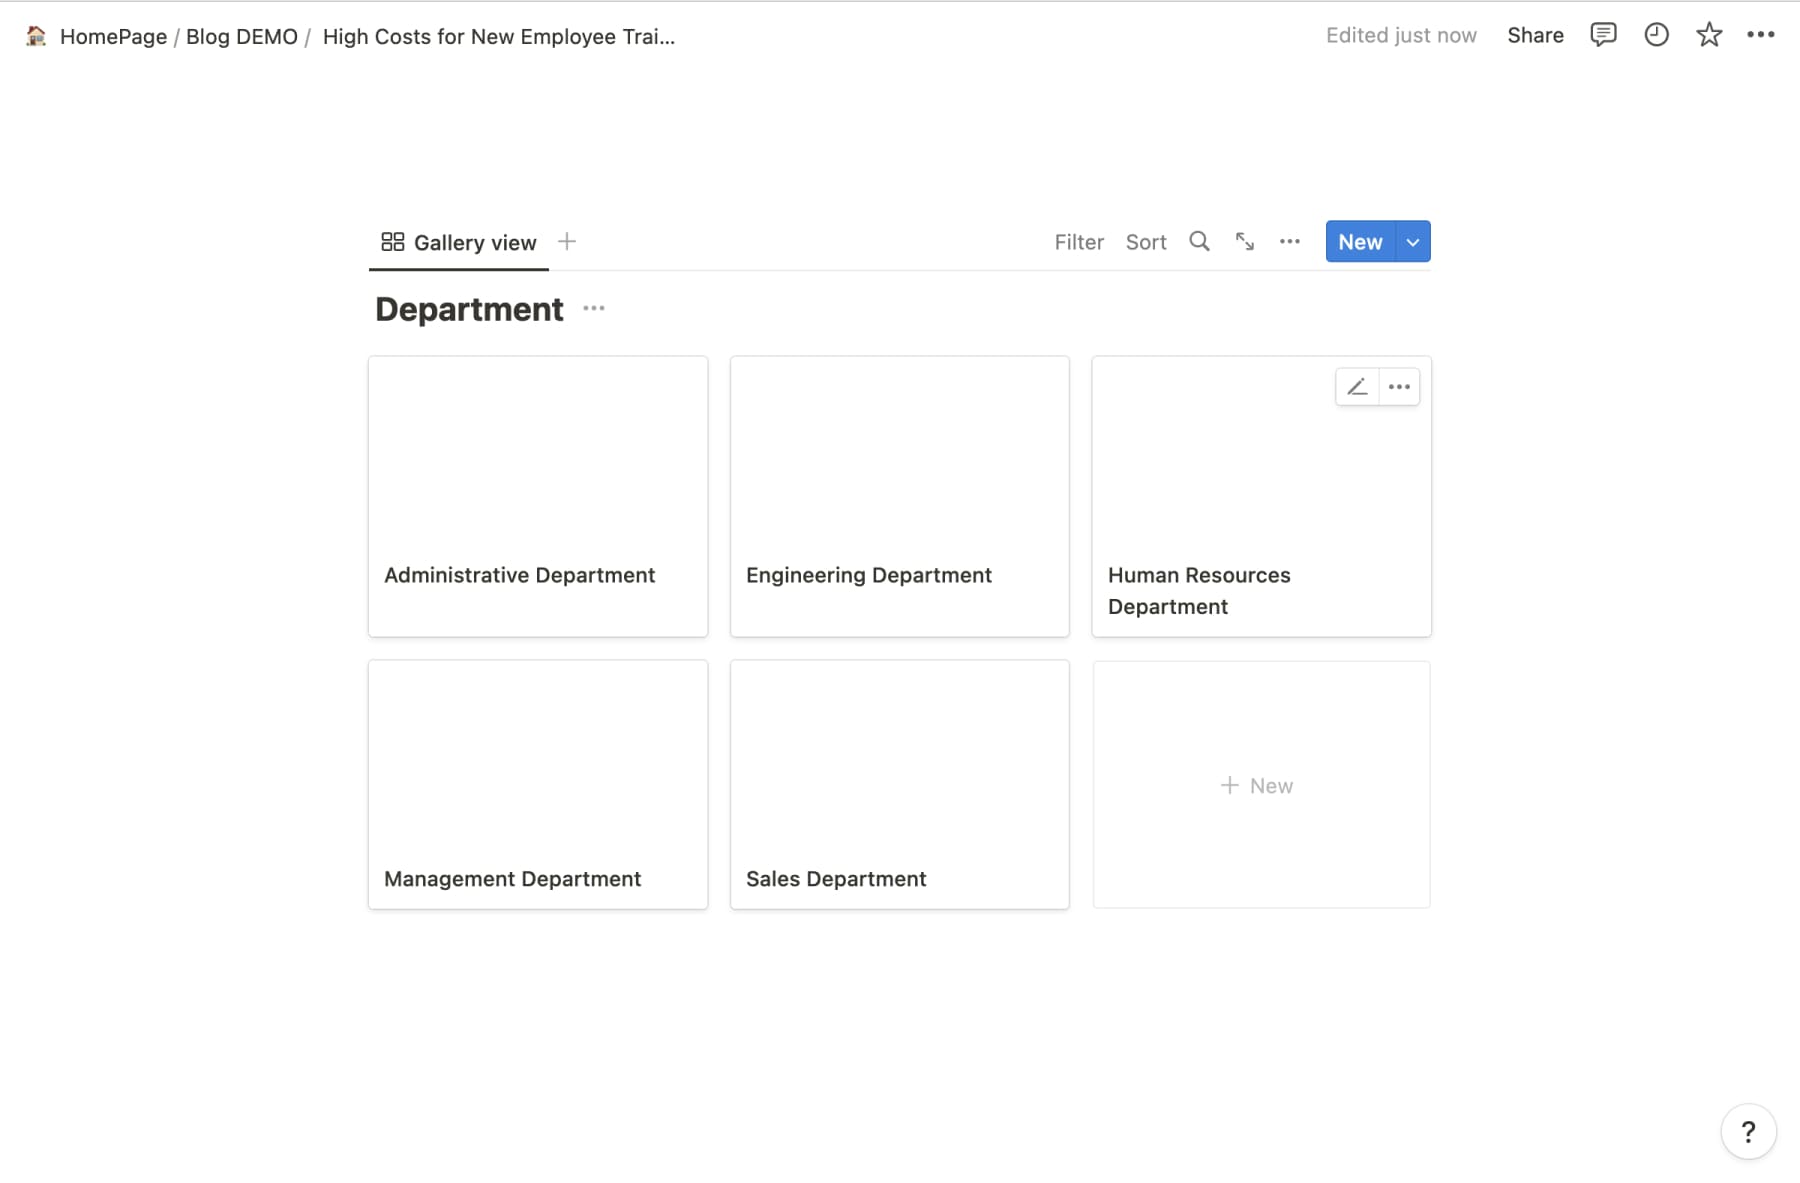 HomePage / Blog DEMO / High Costs for New Employee Trai...
Edited just now Share
Gallery view
Filter Sort New
Department
Administrative Department
Engineering Department
Human Resources
Department
Management Department
Sales Department
+ New
?